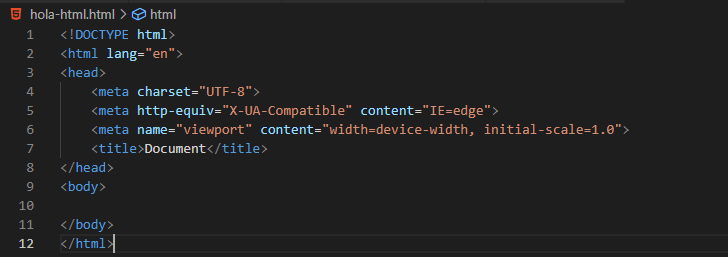 hola-html.html > html
1 <!DOCTYPE html>
2 <html lang="en">
3 <head>
4     <meta charset="UTF-8">
5     <meta http-equiv="X-UA-Compatible" content="IE=edge">
6     <meta name="viewport" content="width=device-width, initial-scale=1.0">
7     <title>Document</title>
8 </head>
9 <body>
10
11 </body>
12 </html>